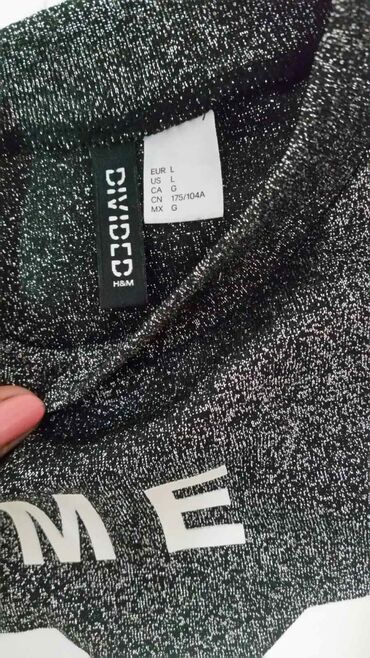 DIVIDED
H&M
EUR L
US L
CA G
CN 175/104A
MX G
ME